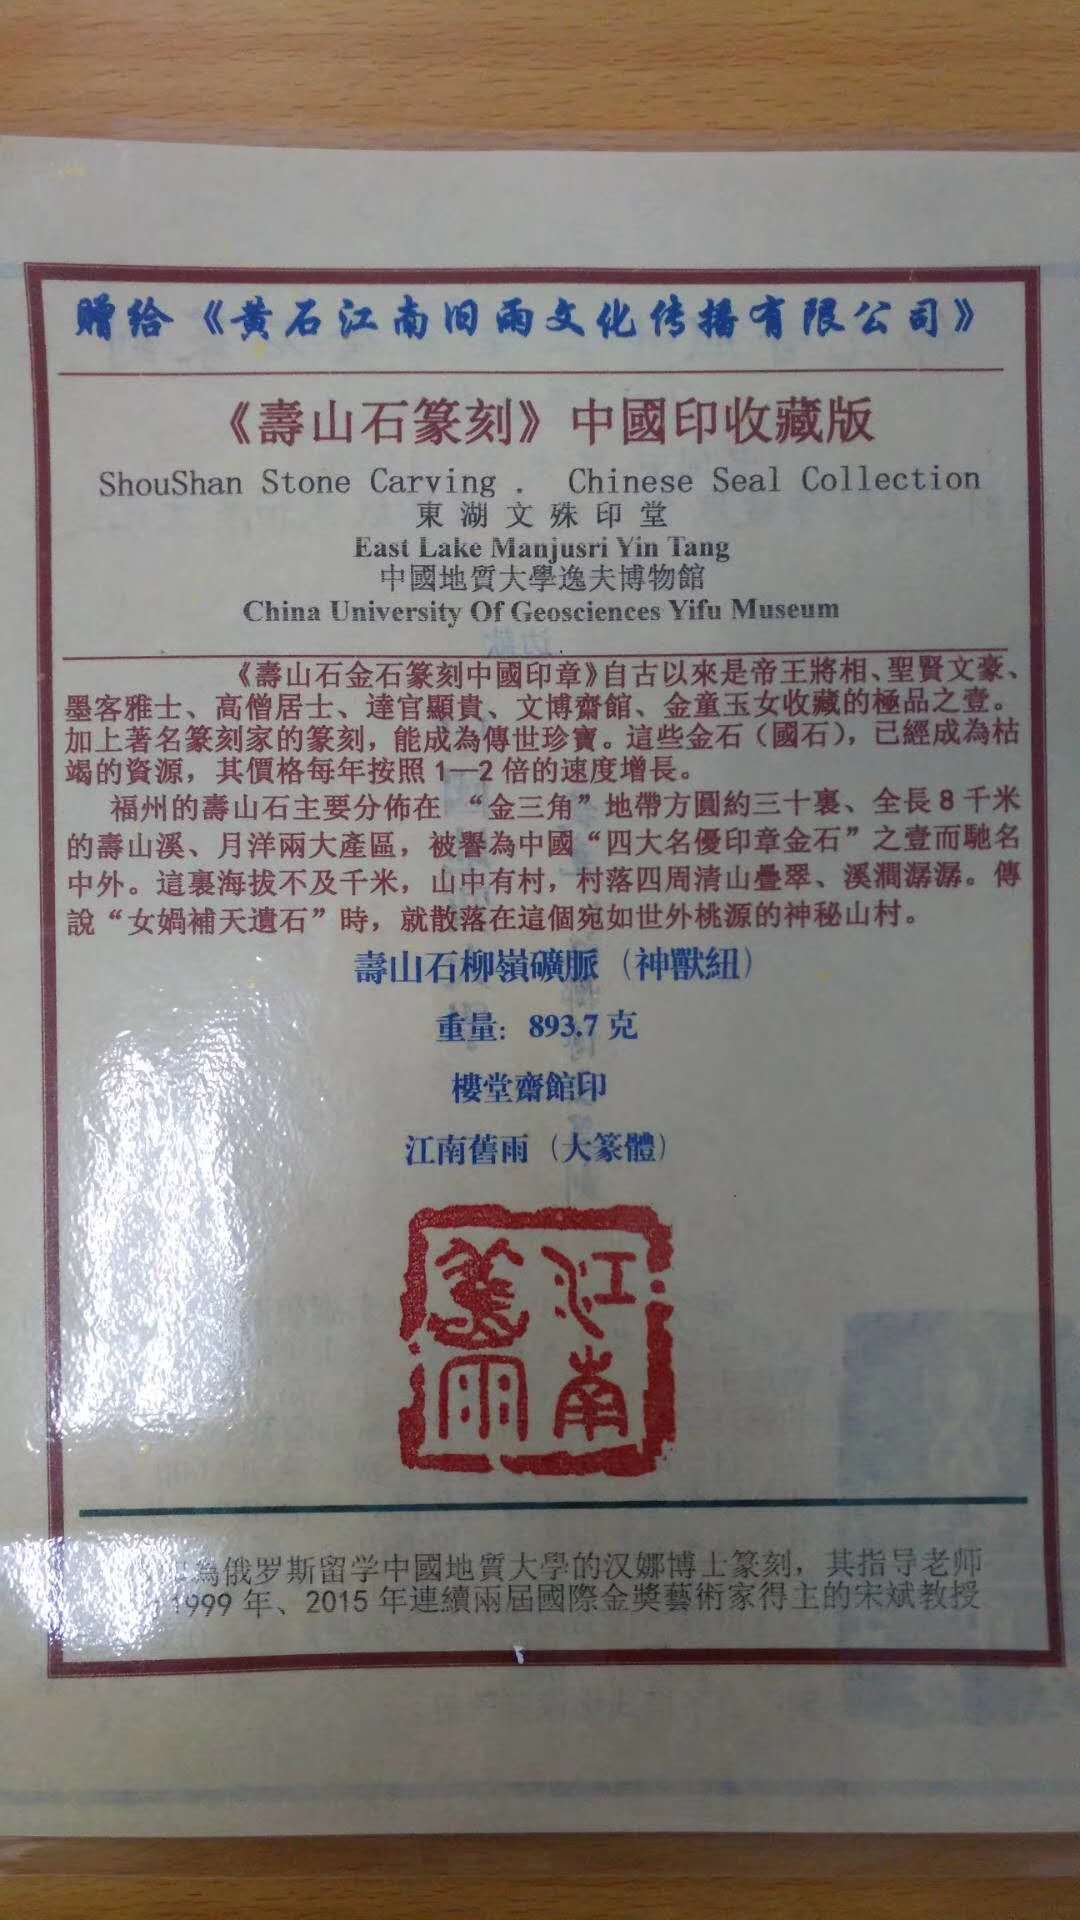 赠给《黄石江南旧雨文化传播有限公司》
《壽山石篆刻》中國印收藏版
ShouShan Stone Carving . Chinese Seal Collection
東湖文殊印堂
East Lake Manjusri Yin Tang
中國地質大學逸夫博物館
China University Of Geosciences Yifu Museum
《壽山石金石篆刻中國印章》自古以來是帝王將相、聖賢文豪、
墨客雅士、高僧居士、達官顯貴、文博齋館、金童玉女收藏的極品之壹。
加上著名篆刻家的篆刻，能成為傳世珍寶。這些金石（國石），已經成為枯
竭的資源，其價格每年按照1—2倍的速度增長。
福州的壽山石主要分佈在 “金三角”地帶方圓約三十裏、全長8千米
的壽山溪、月洋兩大產區，被譽為中國“四大名優印章金石”之壹而馳名
中外。這裏海拔不及千米，山中有村，村落四周清山疊翠、溪澗潺潺。傳
說“女媧補天遺石”時，就散落在這個宛如世外桃源的神秘山村。
壽山石柳嶺礦脈（神獸紐）
重量：893.7克
樓堂齋館印
江南舊雨（大篆體）
江南
舊雨
為俄罗斯留学中國地質大學的汉娜博士篆刻，其指导老师
1999年、2015年連續兩屆國際金獎藝術家得主的宋斌教授